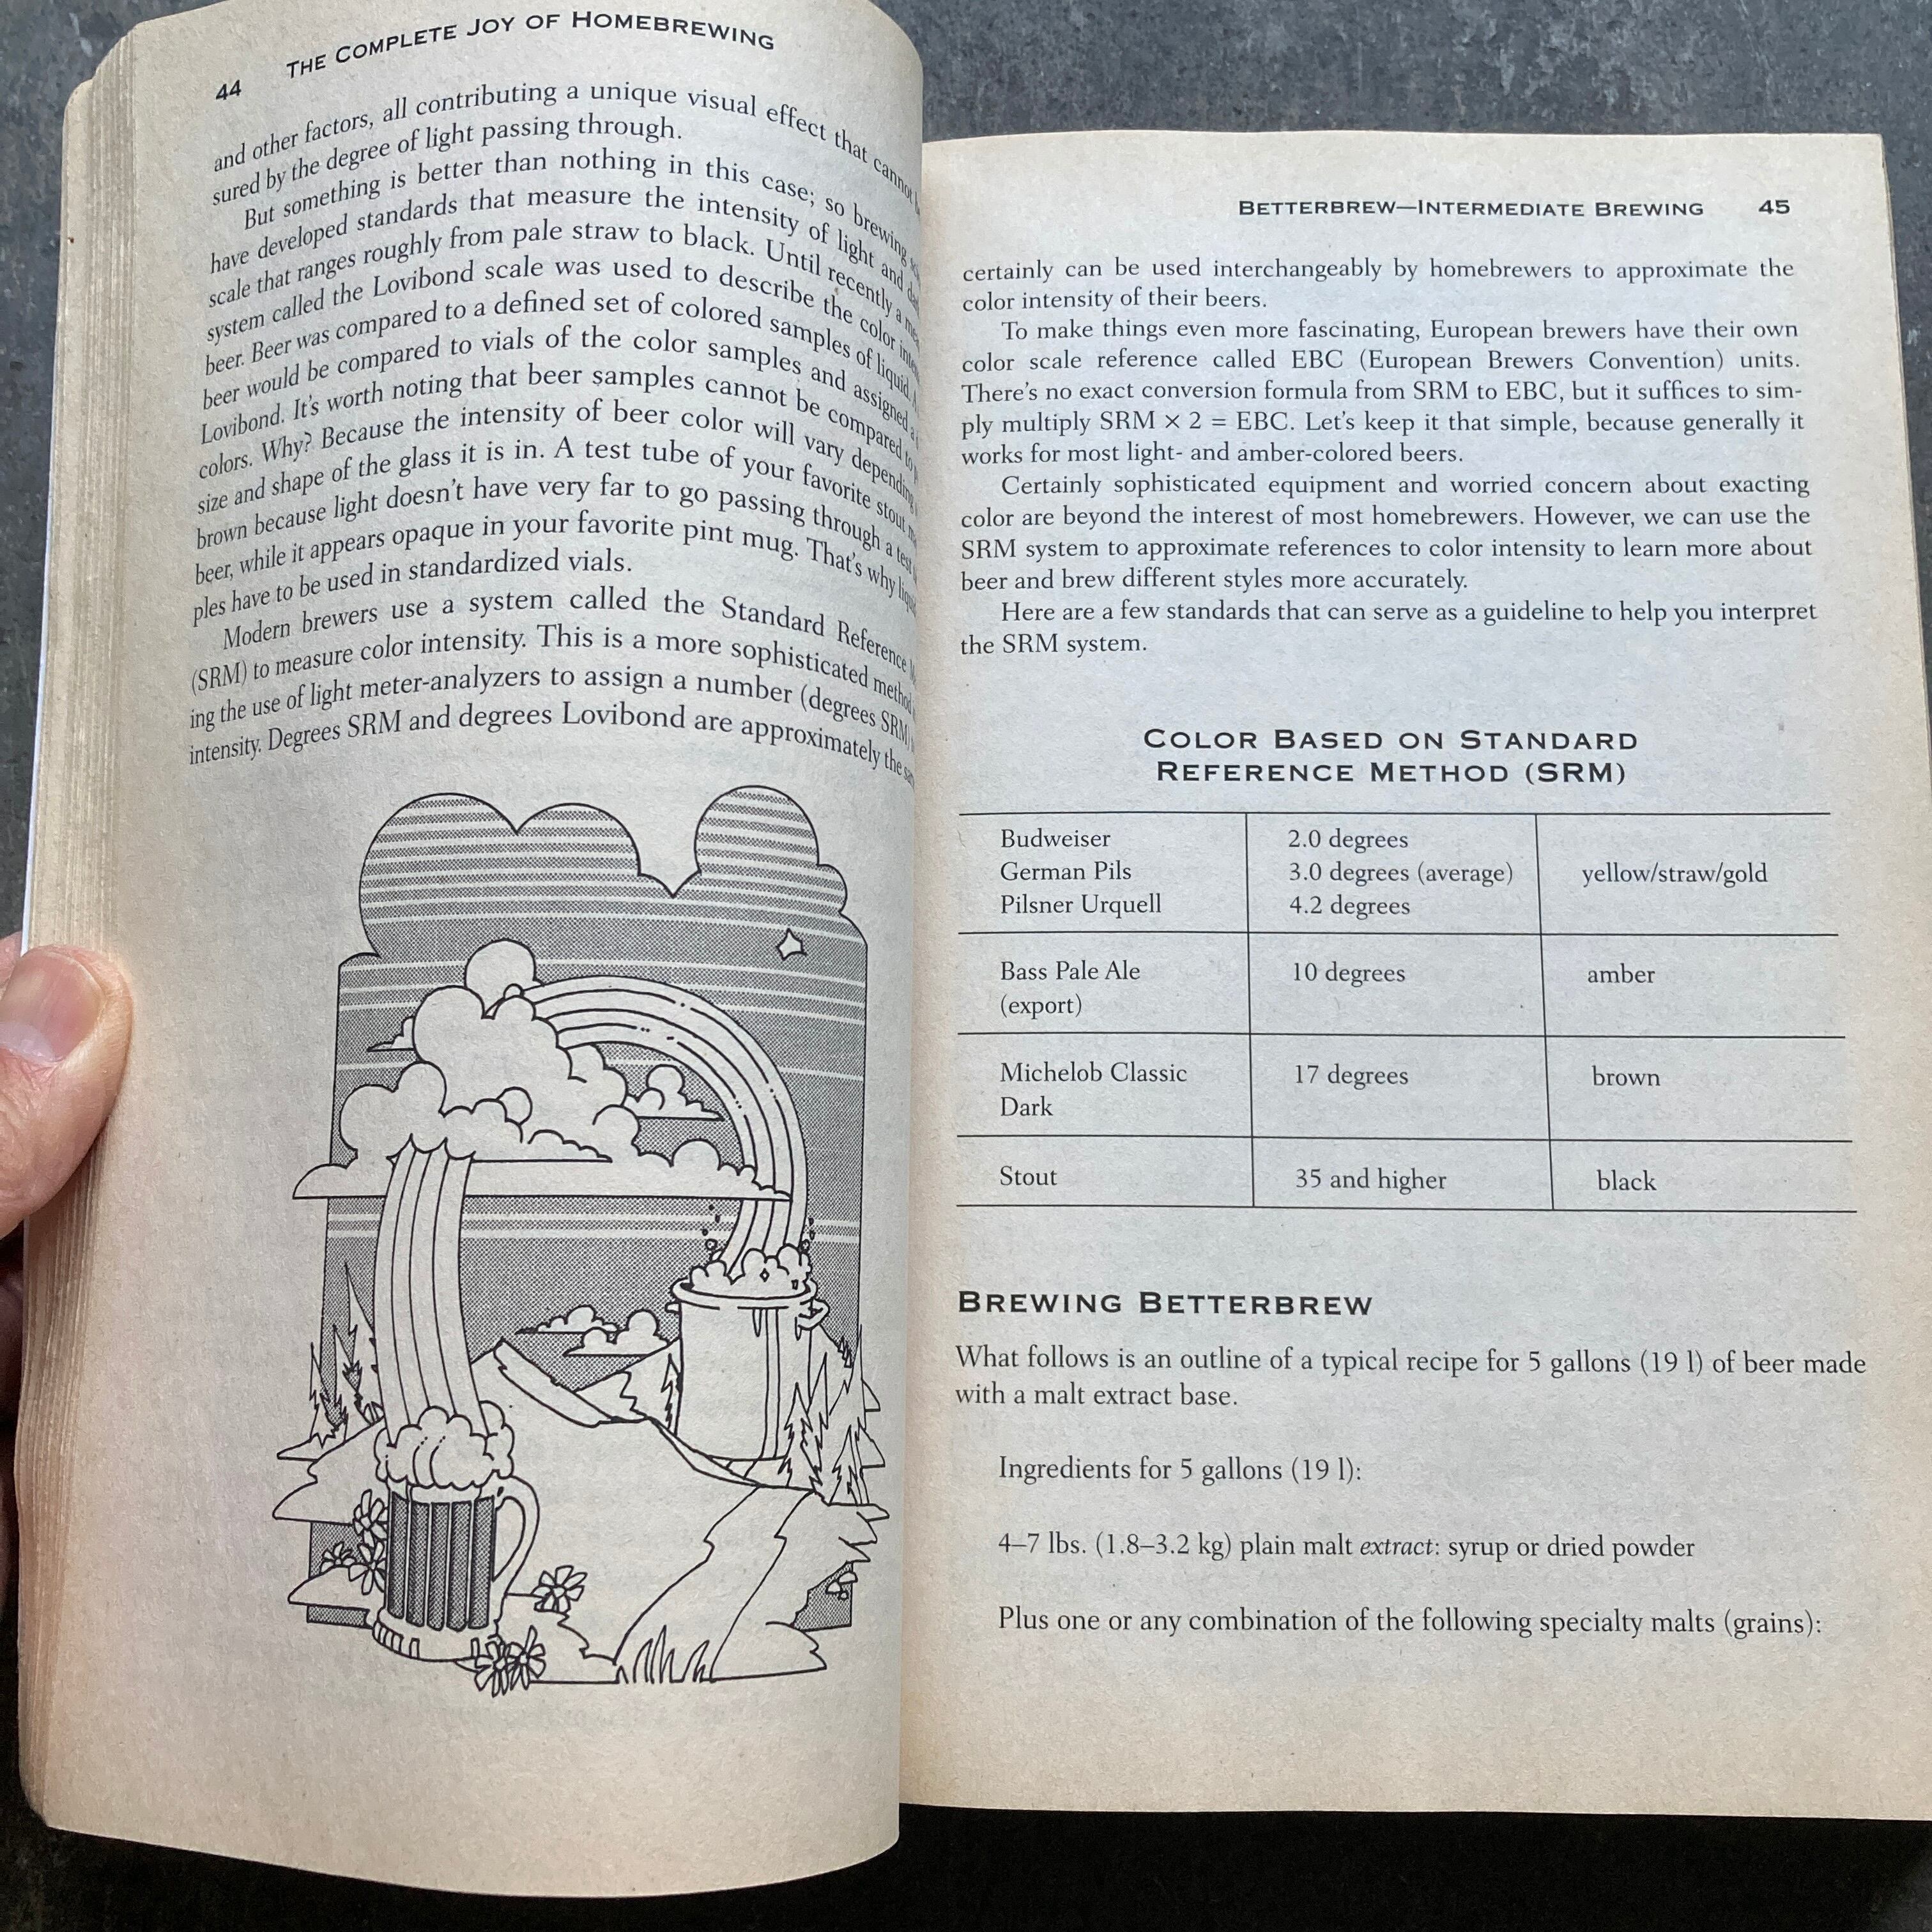 44 THE COMPLETE JOY OF HOMEBREWING
and other factors, all contributing a unique visual effect that cannot
sured by the degree of light passing through.
But something is better than nothing in this case; so brewing
have developed standards that measure the intensity of light and
scale that ranges roughly from pale straw to black. Until recently a
system called the Lovibond scale was used to describe the color
beer. Beer was compared to a defined set of colored samples of liquid.
beer would be compared to vials of the color samples and assigned
Lovibond. It's worth noting that beer samples cannot be compared to
colors. Why? Because the intensity of beer color will vary depending
size and shape of the glass it is in. A test tube of your favorite stout
brown because light doesn't have very far to go passing through a test
beer, while it appears opaque in your favorite pint mug. That's why
ples have to be used in standardized vials.
Modern brewers use a system called the Standard Reference
(SRM) to measure color intensity. This is a more sophisticated method
ing the use of light meter-analyzers to assign a number (degrees SRM)
intensity. Degrees SRM and degrees Lovibond are approximately the
BETTERBREW—INTERMEDIATE BREWING 45
certainly can be used interchangeably by homebrewers to approximate the
color intensity of their beers.
To make things even more fascinating, European brewers have their own
color scale reference called EBC (European Brewers Convention) units.
There's no exact conversion formula from SRM to EBC, but it suffices to sim-
ply multiply SRM × 2 = EBC. Let's keep it that simple, because generally it
works for most light- and amber-colored beers.
Certainly sophisticated equipment and worried concern about exacting
color are beyond the interest of most homebrewers. However, we can use the
SRM system to approximate references to color intensity to learn more about
beer and brew different styles more accurately.
Here are a few standards that can serve as a guideline to help you interpret
the SRM system.
COLOR BASED ON STANDARD
REFERENCE METHOD (SRM)
Budweiser 2.0 degrees
German Pils 3.0 degrees (average) yellow/straw/gold
Pilsner Urquell 4.2 degrees
Bass Pale Ale 10 degrees amber
(export)
Michelob Classic 17 degrees brown
Dark
Stout 35 and higher black
BREWING BETTERBREW
What follows is an outline of a typical recipe for 5 gallons (19 l) of beer made
with a malt extract base.
Ingredients for 5 gallons (19 l):
4–7 lbs. (1.8–3.2 kg) plain malt extract: syrup or dried powder
Plus one or any combination of the following specialty malts (grains):